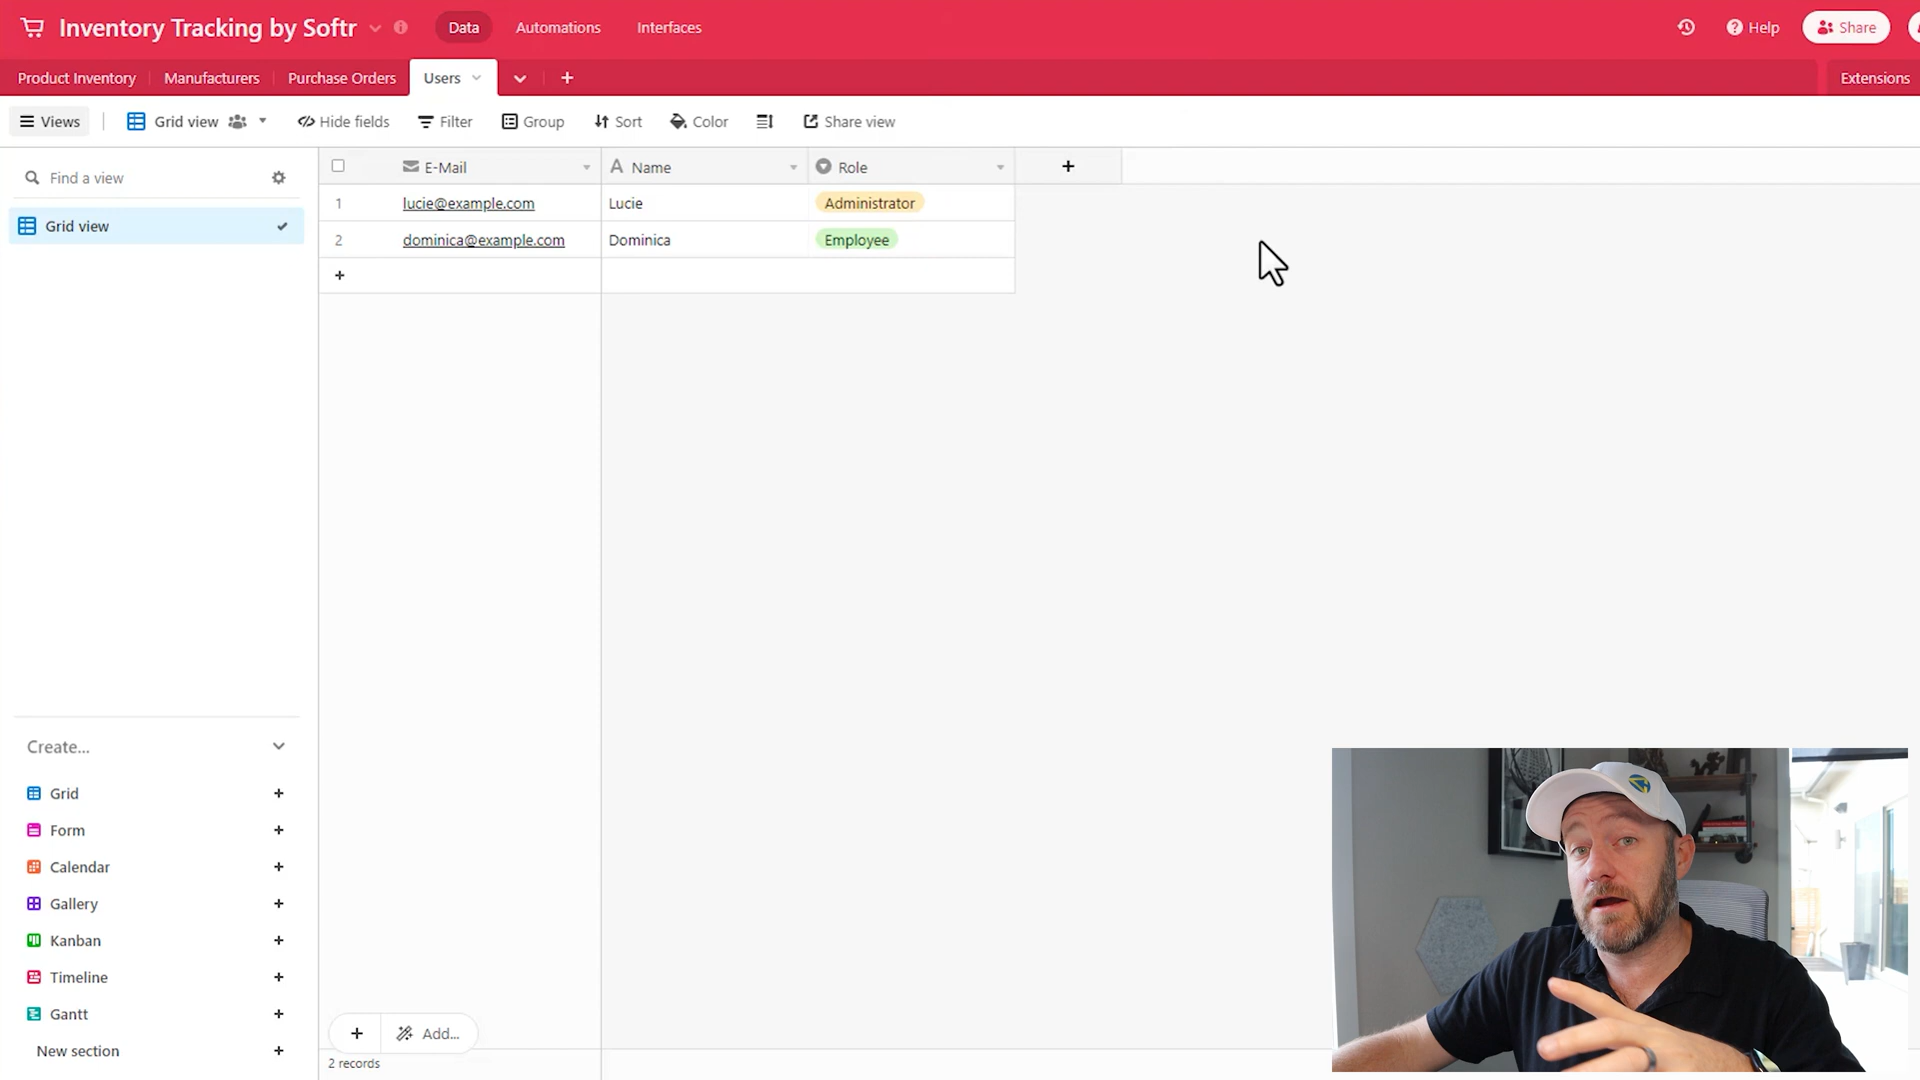 Inventory Tracking by Softr
Data
Automations
Interfaces
Help
Share
Product Inventory
Manufacturers
Purchase Orders
Users
Extensions
Views
Grid view
Hide fields
Filter
Group
Sort
Color
Share view
Find a view
Grid view
E-Mail
Name
Role
1
lucie@example.com
Lucie
Administrator
2
dominica@example.com
Dominica
Employee
Create...
Grid
Form
Calendar
Gallery
Kanban
Timeline
Gantt
New section
Add...
2 records